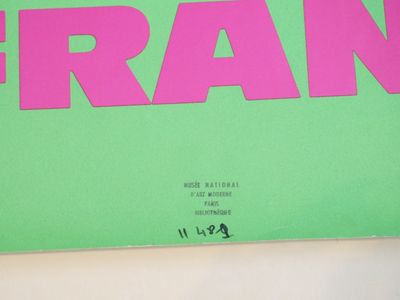 FRAN
MUSÉE NATIONAL
D'ART MODERNE
PARIS
BIBLIOTHÈQUE
11 489